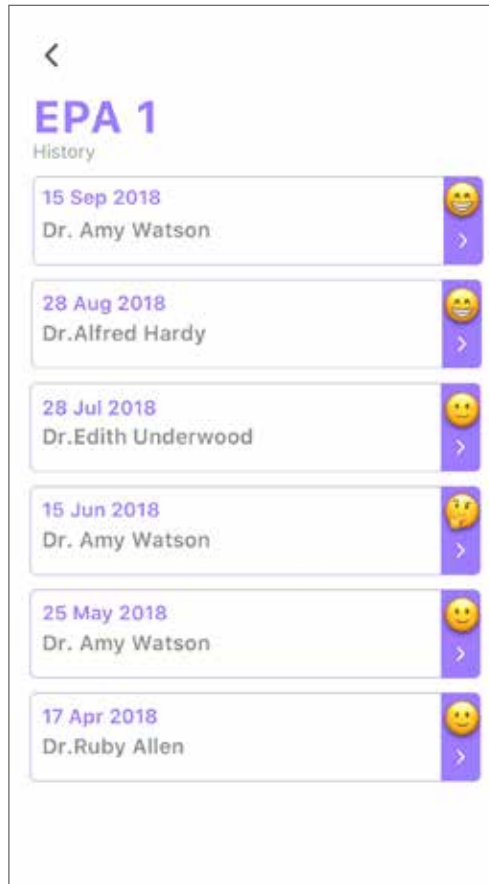 EPA 1
History
15 Sep 2018
Dr. Amy Watson
28 Aug 2018
Dr.Alfred Hardy
28 Jul 2018
Dr.Edith Underwood
15 Jun 2018
Dr. Amy Watson
25 May 2018
Dr. Amy Watson
17 Apr 2018
Dr.Ruby Allen